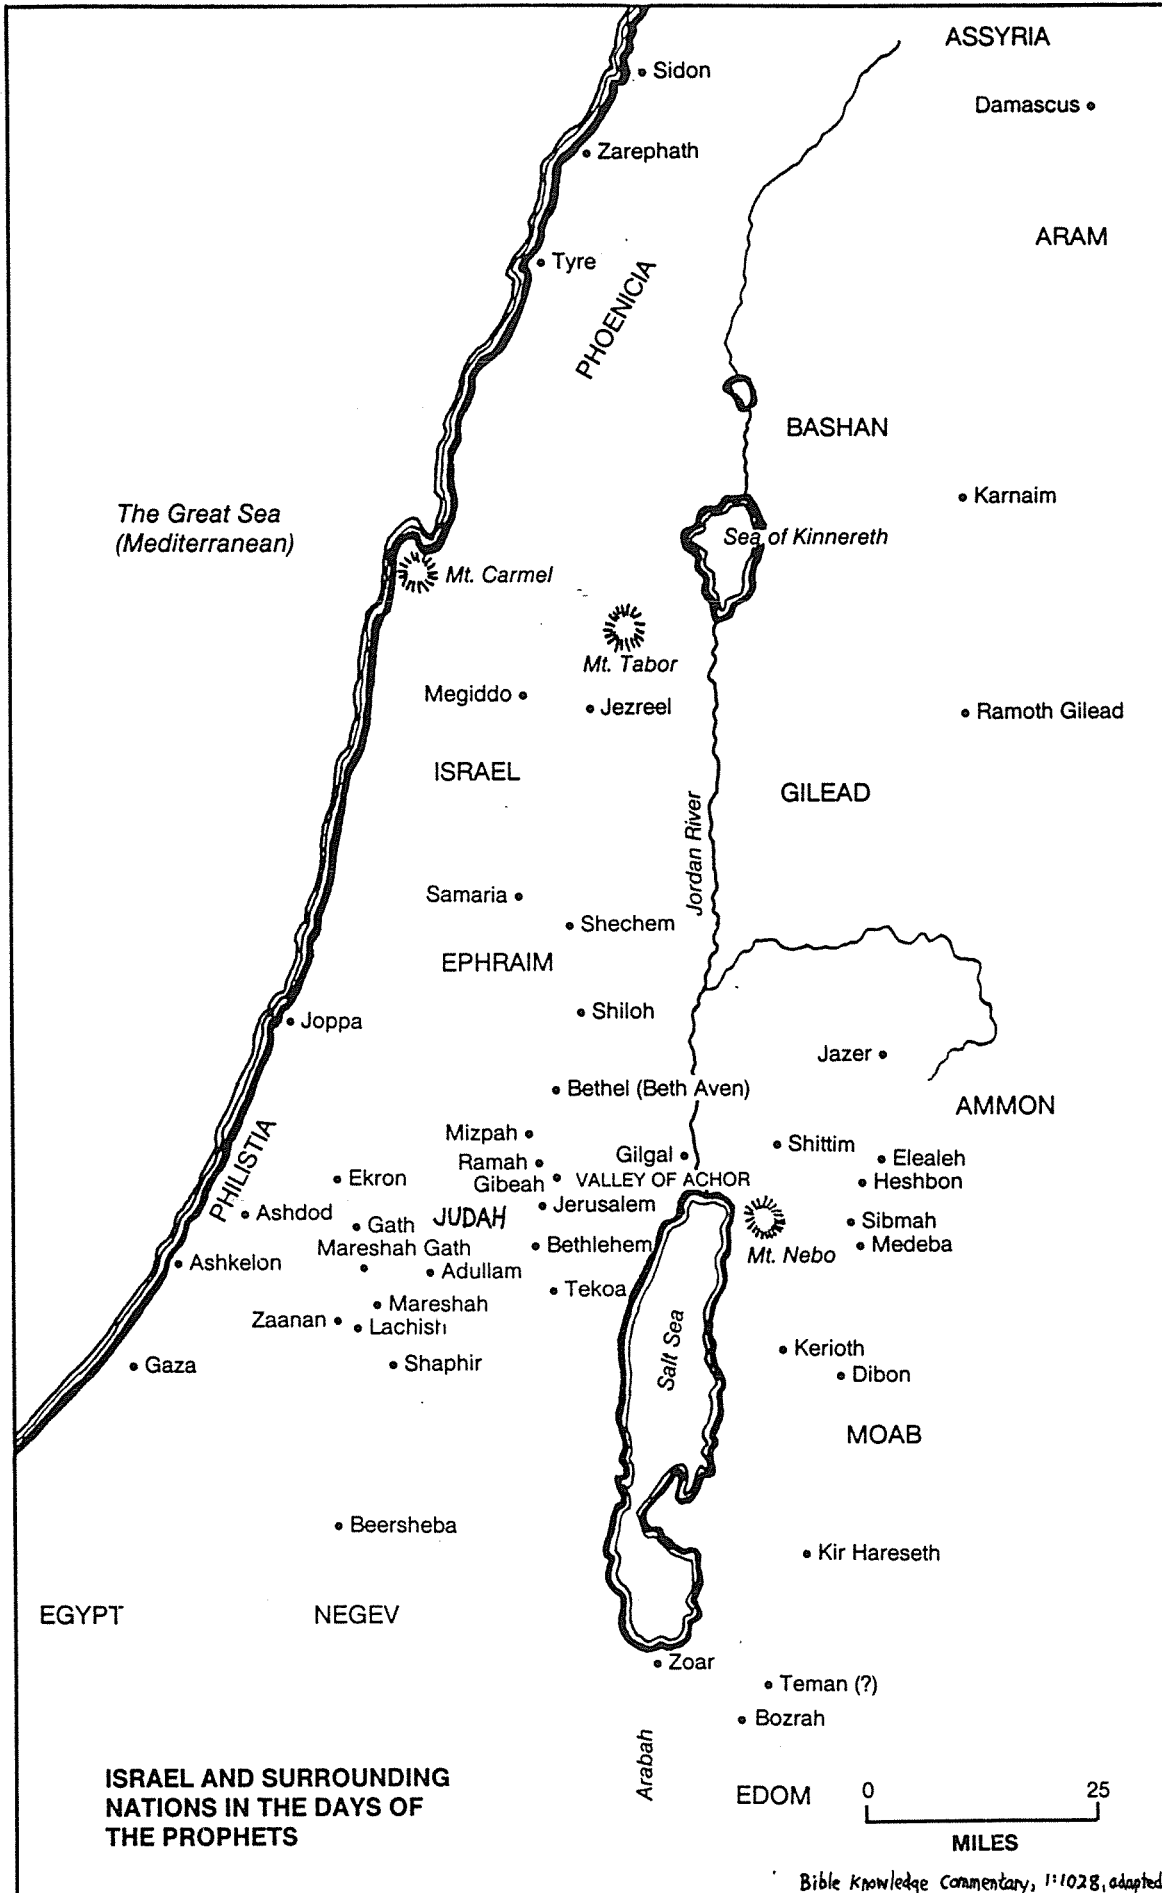 ASSYRIA
Sidon
Damascus
Zarephath
ARAM
Tyre
PHOENICIA
BASHAN
Karnaim
The Great Sea
(Mediterranean)
Sea of Kinnereth
Mt. Carmel
Mt. Tabor
Megiddo
Jezreel
Ramoth Gilead
ISRAEL
GILEAD
Jordan River
Samaria
Shechem
EPHRAIM
Shiloh
Joppa
Jazer
Bethel (Beth Aven)
AMMON
Mizpah
Shittim
Gilgal
Ramah
Elealeh
PHILISTIA
Ekron
Gibeah
VALLEY OF ACHOR
Heshbon
Jerusalem
Ashdod
JUDAH
Gath
Sibmah
Mareshah Gath
Bethlehem
Medeba
Mt. Nebo
Ashkelon
Adullam
Tekoa
Mareshah
Zaanan
Lachish
Salt Sea
Kerioth
Gaza
Shaphir
Dibon
MOAB
Beersheba
Kir Hareseth
EGYPT
NEGEV
Zoar
Teman (?)
Bozrah
Arabah
EDOM
ISRAEL AND SURROUNDING
NATIONS IN THE DAYS OF
THE PROPHETS
0 25
MILES
Bible Knowledge Commentary, 1:1028, adapted